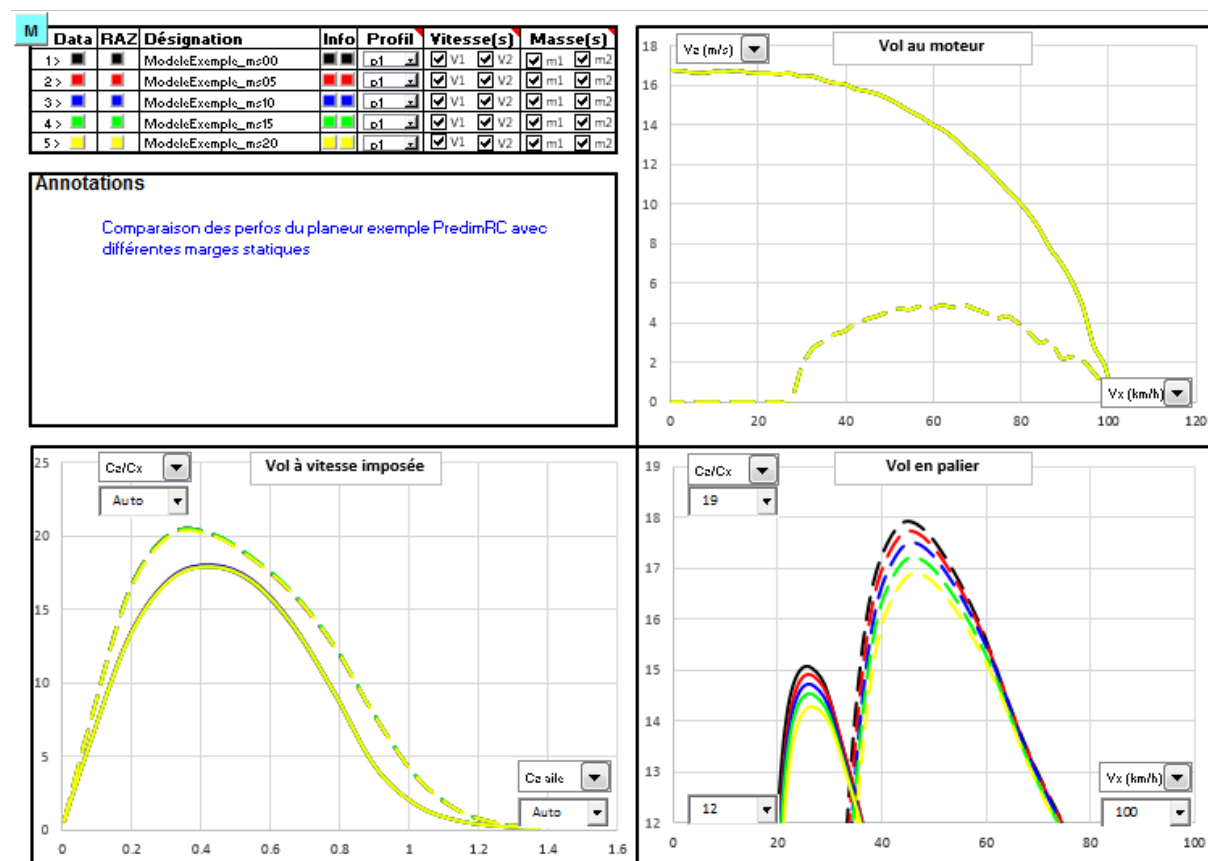 M
Data RAZ Désignation Info Profil Vitesse(s) Masse(s)
1> ModeleExemple_ms00 p1 V1 V2 m1 m2
2> ModeleExemple_ms05 p1 V1 V2 m1 m2
3> ModeleExemple_ms10 p1 V1 V2 m1 m2
4> ModeleExemple_ms15 p1 V1 V2 m1 m2
5> ModeleExemple_ms20 p1 V1 V2 m1 m2
Annotations
Comparaison des perfos du planeur exemple PredimRC avec
différentes marges statiques
Vz (m/s)
Vol au moteur
18
16
14
12
10
8
6
4
2
0
Vx (km/h)
0 20 40 60 80 100 120
Cz/Cx
Auto
Vol à vitesse imposée
25
20
15
10
5
0
Cz aile
Auto
0 0.2 0.4 0.6 0.8 1 1.2 1.4 1.6
Cz/Cx
19
Vol en palier
19
18
17
16
15
14
13
12
12
Vx (km/h)
100
0 20 40 60 80 100